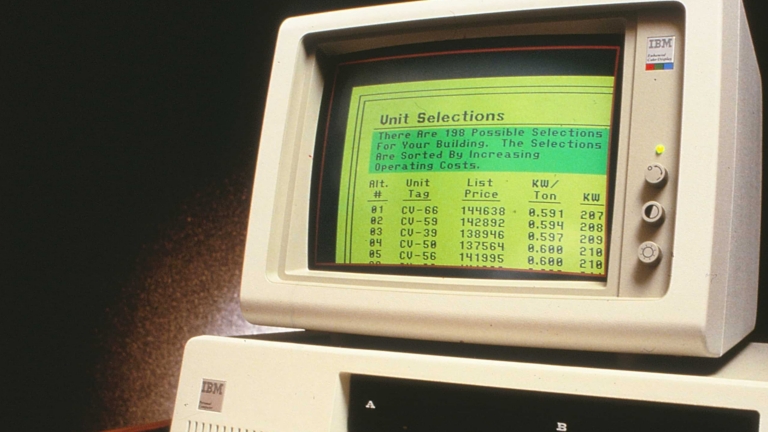 IBM
Unit Selections
There Are 198 Possible Selections
For Your Building. The Selections
Are Sorted By Increasing
Operating Costs.
Alt. Unit List KW/
# Tag Price Ton KW
01 CV-66 144638 0.591 207
02 CV-59 142892 0.594 208
03 CV-39 138946 0.597 209
04 CV-50 137564 0.600 210
05 CV-56 141995 0.600 210
IBM
A
B